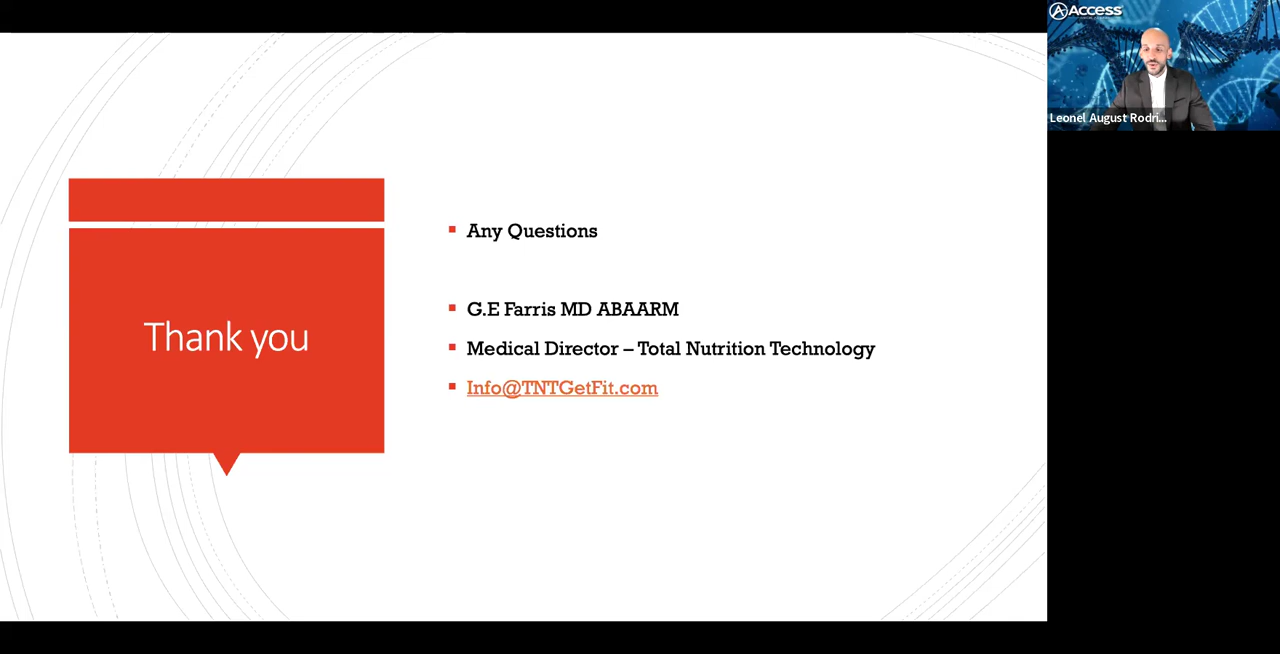 Access
Leonel August Rodri...
Any Questions
G.E Farris MD ABAARM
Thank you
Medical Director – Total Nutrition Technology
Info@TNTGetFit.com